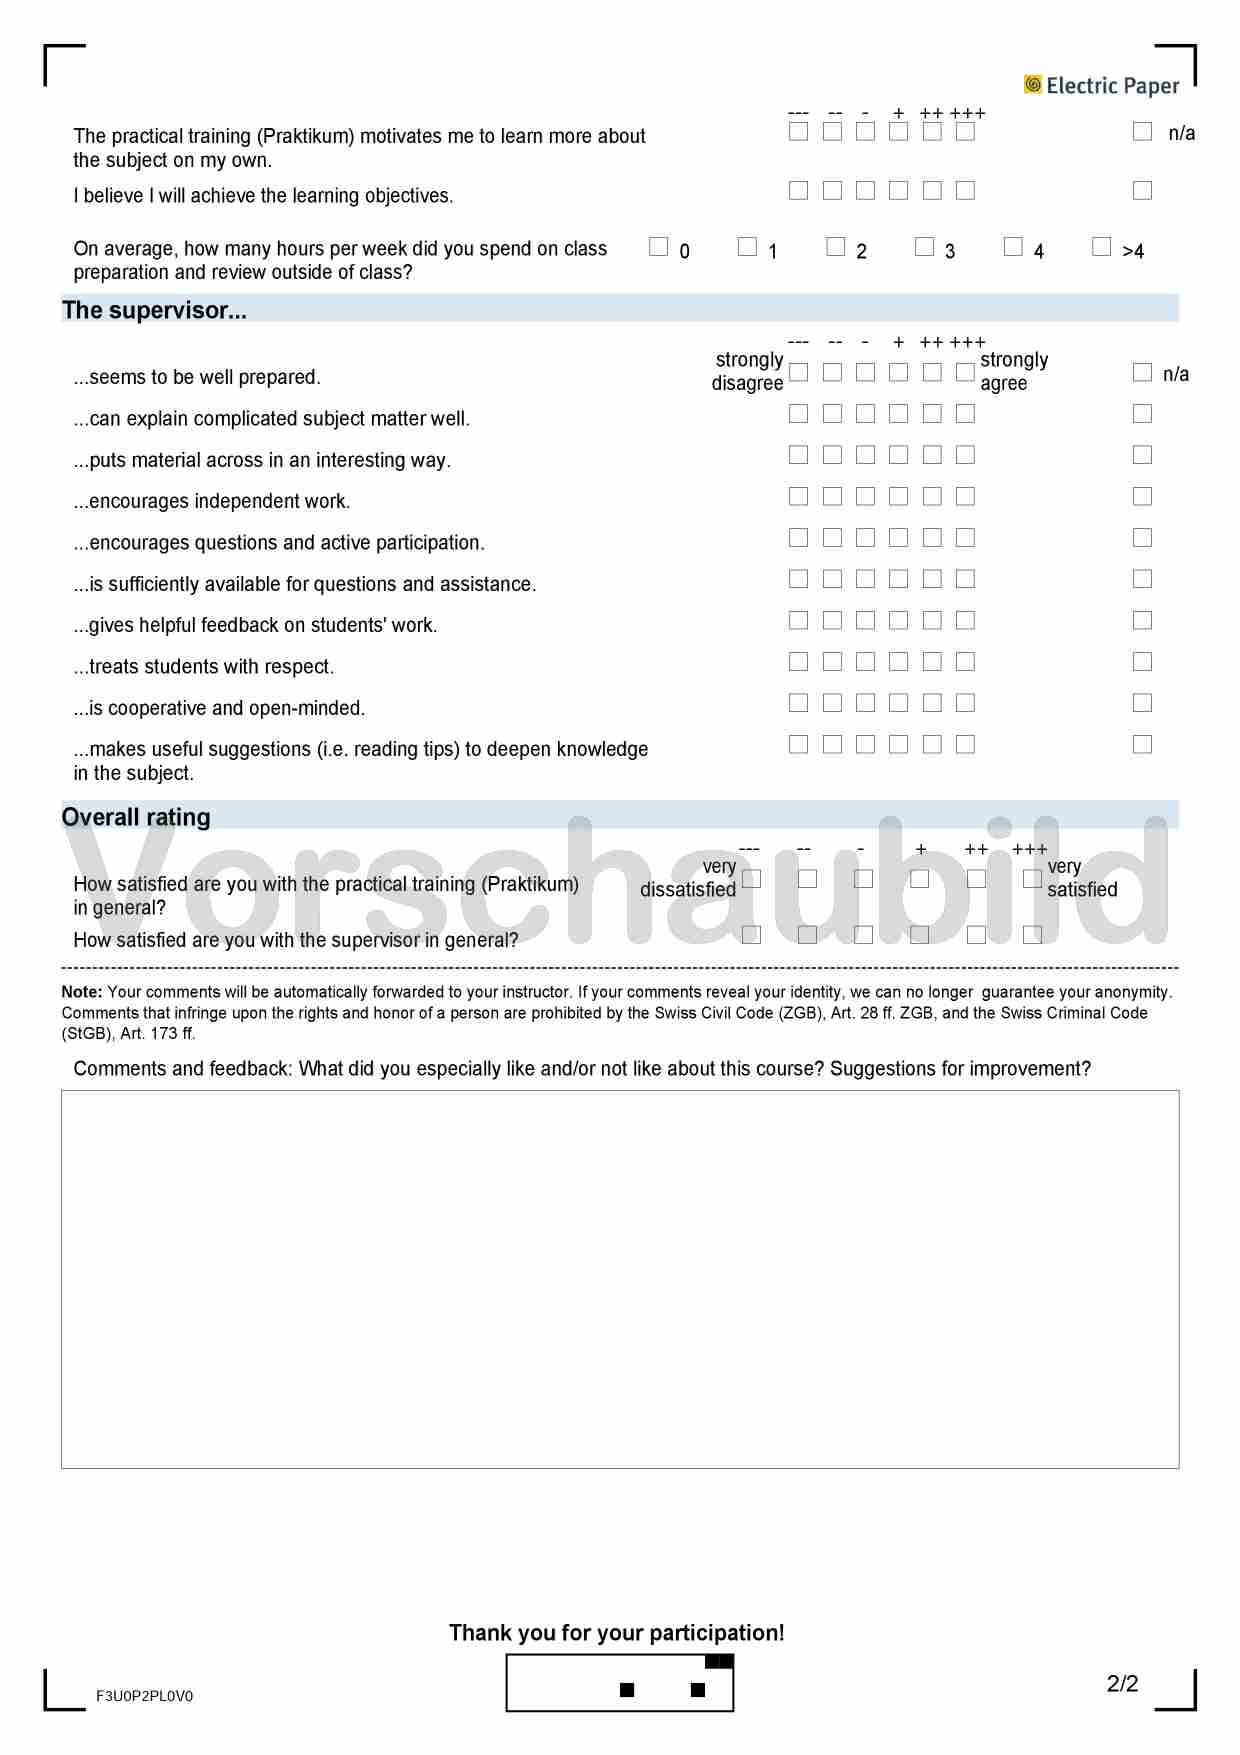 Electric Paper
--- -- - + ++ +++
The practical training (Praktikum) motivates me to learn more about n/a
the subject on my own.
I believe I will achieve the learning objectives.
On average, how many hours per week did you spend on class 0 1 2 3 4 >4
preparation and review outside of class?
The supervisor...
--- -- - + ++ +++
strongly strongly
...seems to be well prepared. disagree agree n/a
...can explain complicated subject matter well.
...puts material across in an interesting way.
...encourages independent work.
...encourages questions and active participation.
...is sufficiently available for questions and assistance.
...gives helpful feedback on students' work.
...treats students with respect.
...is cooperative and open-minded.
...makes useful suggestions (i.e. reading tips) to deepen knowledge
in the subject.
Overall rating
Vorschaubild
--- -- - + ++ +++
very very
How satisfied are you with the practical training (Praktikum) dissatisfied satisfied
in general?
How satisfied are you with the supervisor in general?
Note: Your comments will be automatically forwarded to your instructor. If your comments reveal your identity, we can no longer guarantee your anonymity.
Comments that infringe upon the rights and honor of a person are prohibited by the Swiss Civil Code (ZGB), Art. 28 ff. ZGB, and the Swiss Criminal Code
(StGB), Art. 173 ff.
Comments and feedback: What did you especially like and/or not like about this course? Suggestions for improvement?
Thank you for your participation!
F3U0P2PL0V0 2/2